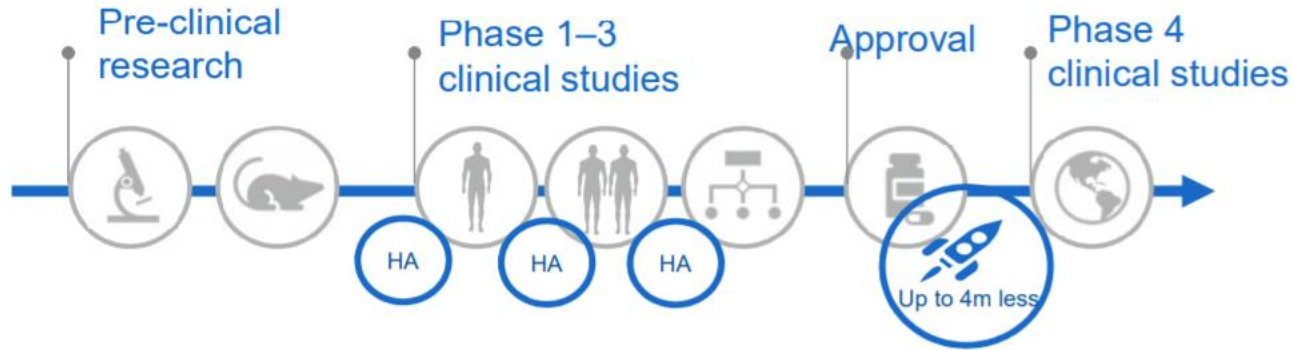 Pre-clinical
research
Phase 1–3
clinical studies
Approval
Phase 4
clinical studies
HA
HA
HA
Up to 4m less